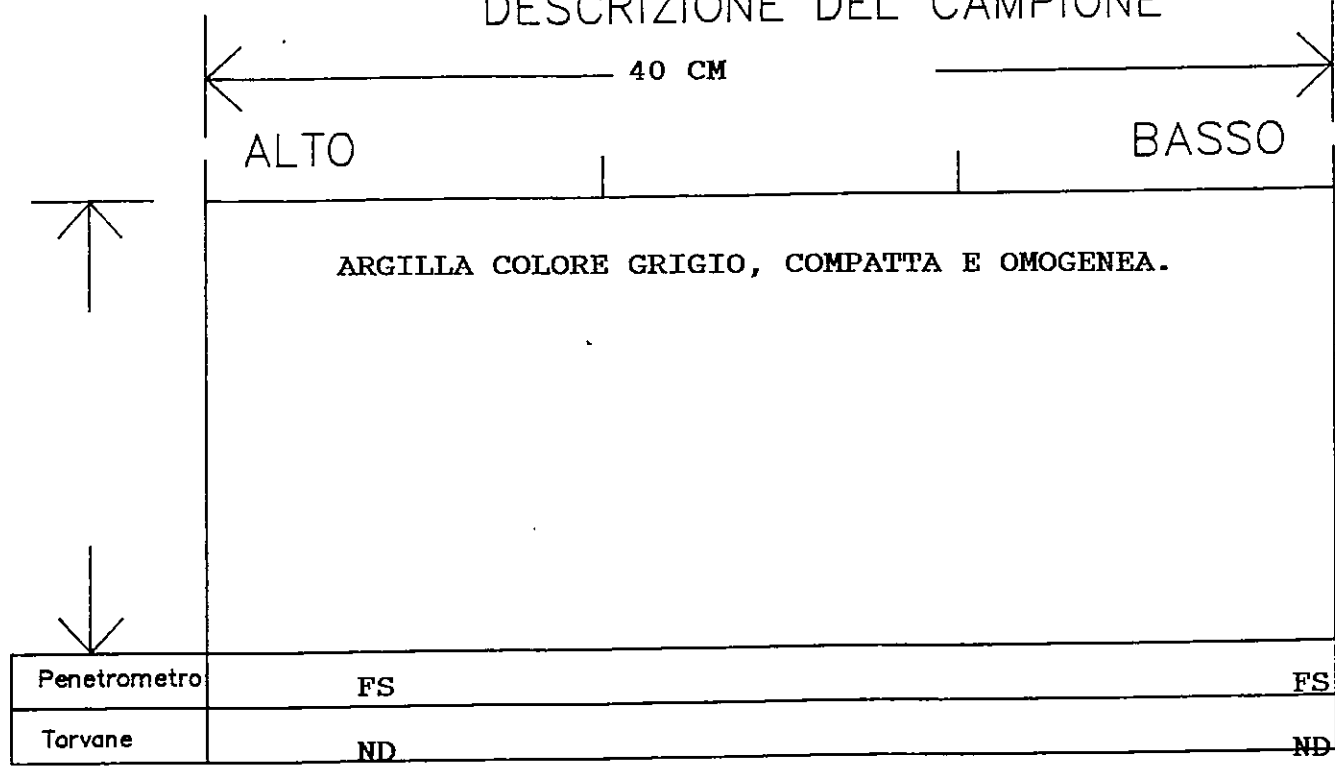 DESCRIZIONE DEL CAMPIONE
40 CM
ALTO BASSO
ARGILLA COLORE GRIGIO, COMPATTA E OMOGENEA.
Penetrometro FS FS
Torvane ND ND